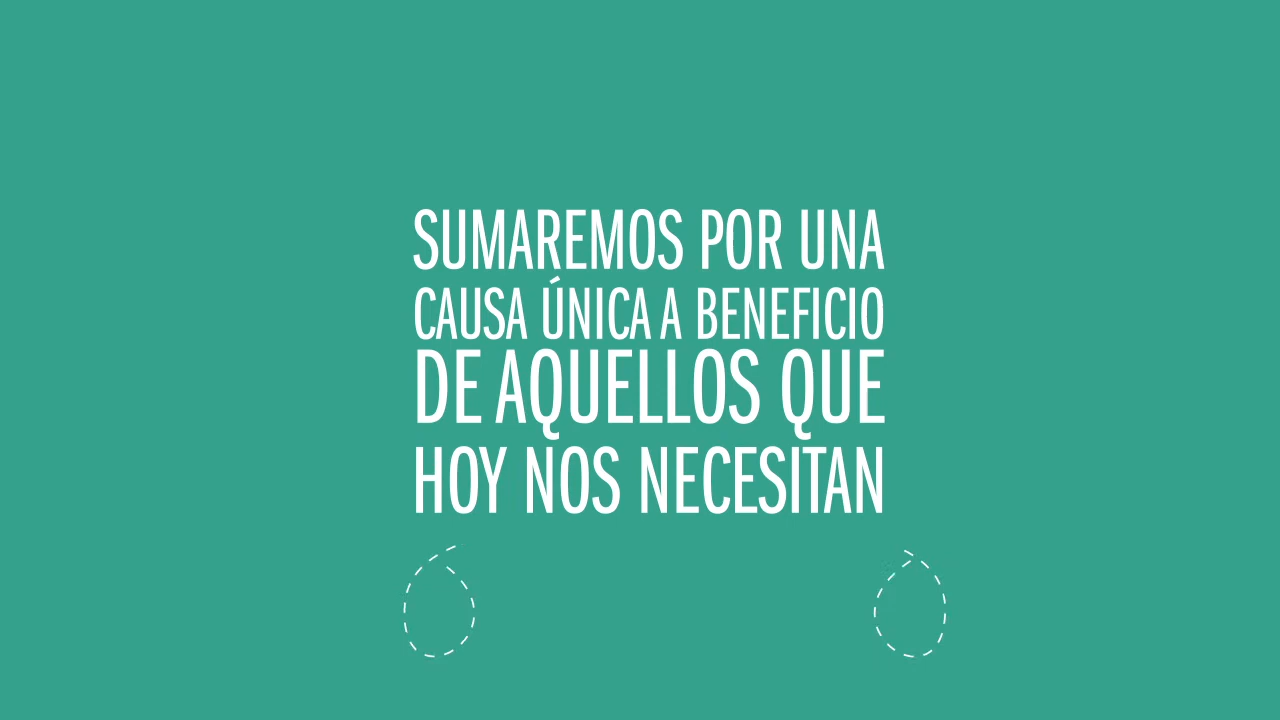 SUMAREMOS POR UNA
CAUSA ÚNICA A BENEFICIO
DE AQUELLOS QUE
HOY NOS NECESITAN